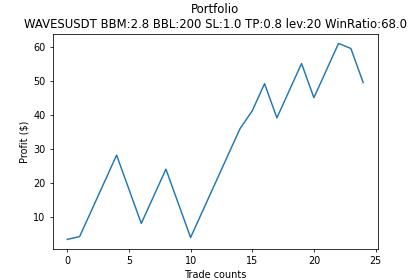 Portfolio
WAVESUSDT BBM:2.8 BBL:200 SL:1.0 TP:0.8 lev:20 WinRatio:68.0
60
50
40
30
20
10
Profit ($)
0 5 10 15 20 25
Trade counts